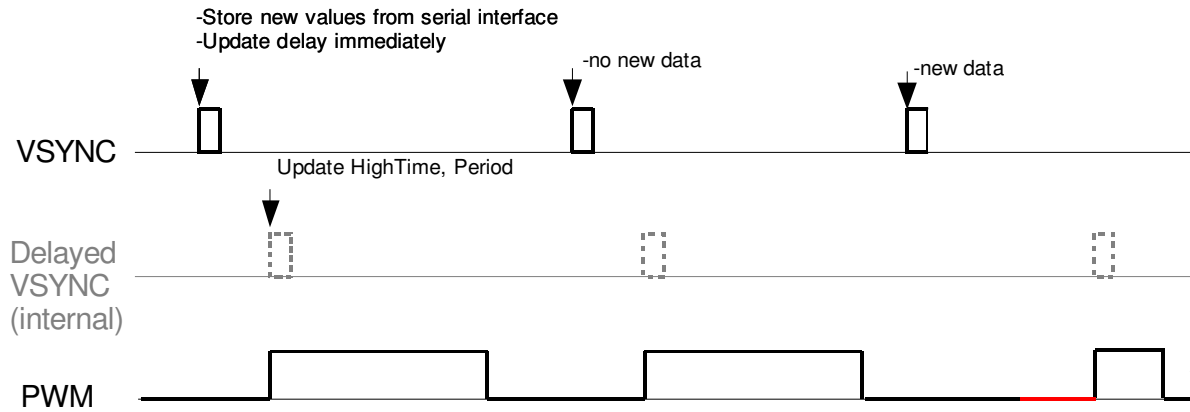 -Store new values from serial interface
-Update delay immediately
-no new data
-new data
VSYNC
Update HighTime, Period
Delayed
VSYNC
(internal)
PWM